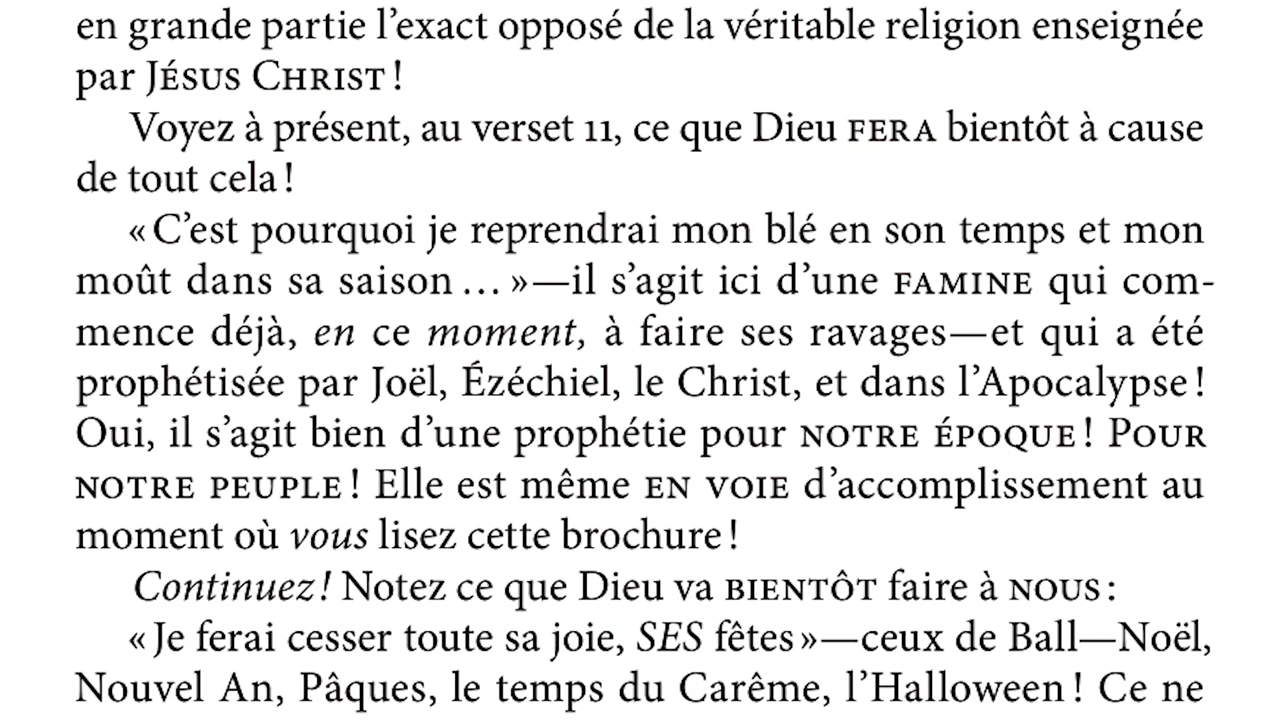 en grande partie l’exact opposé de la véritable religion enseignée
par JÉSUS CHRIST !
Voyez à présent, au verset 11, ce que Dieu FERA bientôt à cause
de tout cela !
« C’est pourquoi je reprendrai mon blé en son temps et mon
moût dans sa saison … »—il s’agit ici d’une FAMINE qui com-
mence déjà, en ce moment, à faire ses ravages—et qui a été
prophétisée par Joël, Ézéchiel, le Christ, et dans l’Apocalypse !
Oui, il s’agit bien d’une prophétie pour NOTRE ÉPOQUE ! POUR
NOTRE PEUPLE ! Elle est même EN VOIE d’accomplissement au
moment où vous lisez cette brochure !
Continuez ! Notez ce que Dieu va BIENTÔT faire à NOUS :
« Je ferai cesser toute sa joie, SES fêtes »—ceux de Ball—Noël,
Nouvel An, Pâques, le temps du Carême, l’Halloween ! Ce ne